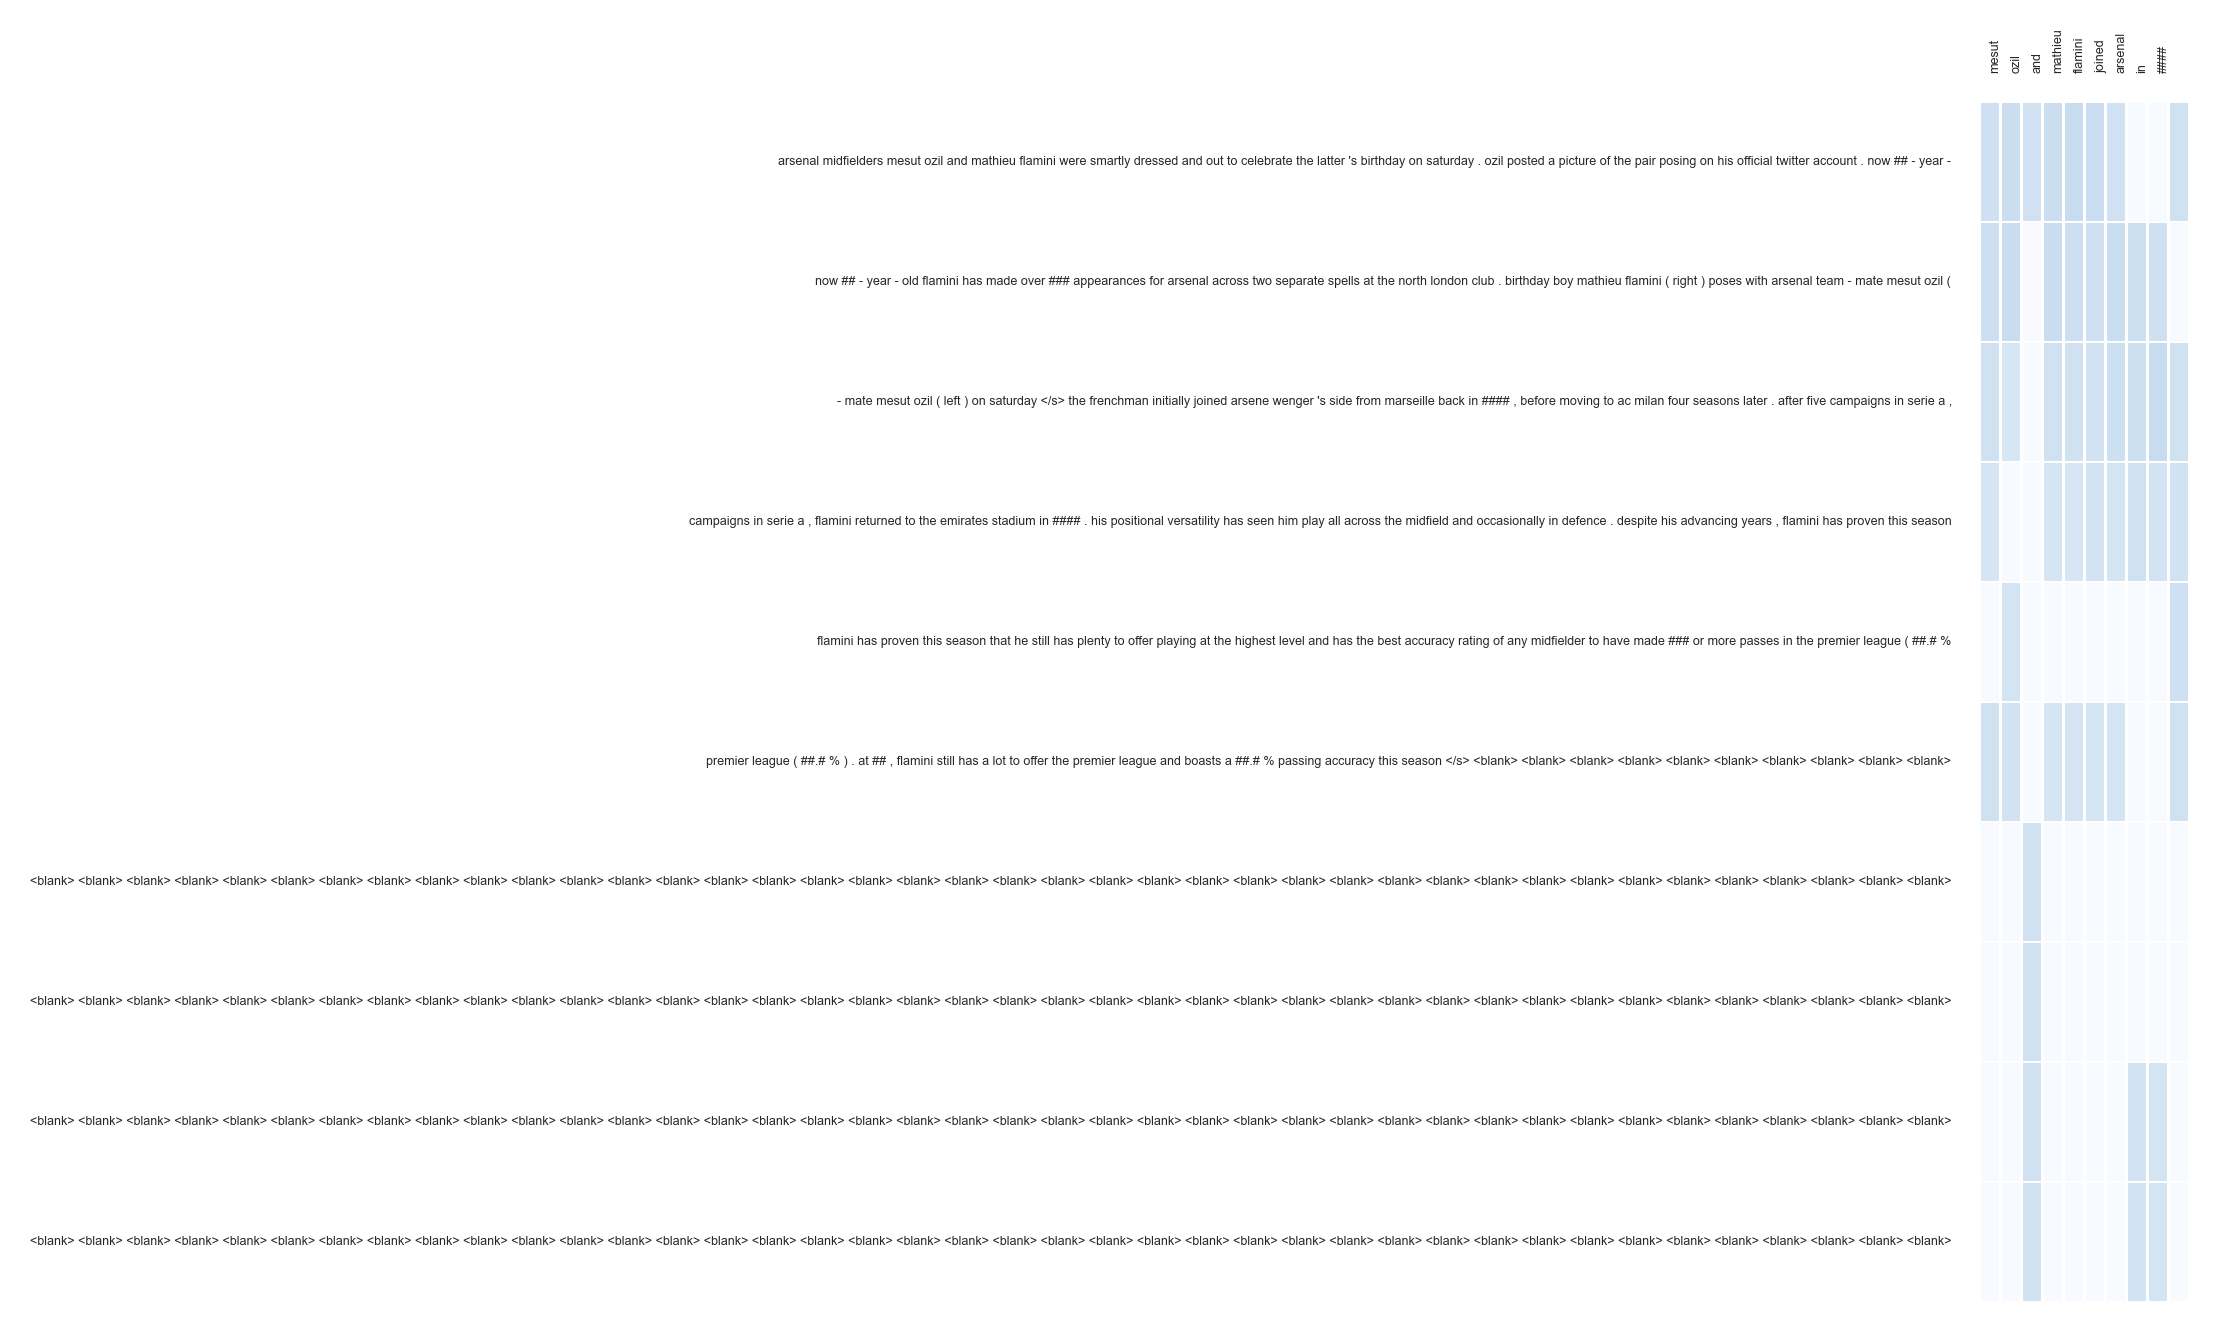 mesut
ozil
and
mathieu
flamini
joined
arsenal
in
####
arsenal midfielders mesut ozil and mathieu flamini were smartly dressed and out to celebrate the latter 's birthday on saturday . ozil posted a picture of the pair posing on his official twitter account . now ## - year -
now ## - year - old flamini has made over ### appearances for arsenal across two separate spells at the north london club . birthday boy mathieu flamini ( right ) poses with arsenal team - mate mesut ozil (
- mate mesut ozil ( left ) on saturday </s> the frenchman initially joined arsene wenger 's side from marseille back in #### , before moving to ac milan four seasons later . after five campaigns in serie a ,
campaigns in serie a , flamini returned to the emirates stadium in #### . his positional versatility has seen him play all across the midfield and occasionally in defence . despite his advancing years , flamini has proven this season
flamini has proven this season that he still has plenty to offer playing at the highest level and has the best accuracy rating of any midfielder to have made ### or more passes in the premier league ( ##.# %
premier league ( ##.# % ) . at ## , flamini still has a lot to offer the premier league and boasts a ##.# % passing accuracy this season </s> <blank> <blank> <blank> <blank> <blank> <blank> <blank> <blank> <blank> <blank>
<blank> <blank> <blank> <blank> <blank> <blank> <blank> <blank> <blank> <blank> <blank> <blank> <blank> <blank> <blank> <blank> <blank> <blank> <blank> <blank> <blank> <blank> <blank> <blank> <blank> <blank> <blank> <blank> <blank> <blank> <blank> <blank> <blank> <blank> <blank> <blank> <blank> <blank> <blank> <blank>
<blank> <blank> <blank> <blank> <blank> <blank> <blank> <blank> <blank> <blank> <blank> <blank> <blank> <blank> <blank> <blank> <blank> <blank> <blank> <blank> <blank> <blank> <blank> <blank> <blank> <blank> <blank> <blank> <blank> <blank> <blank> <blank> <blank> <blank> <blank> <blank> <blank> <blank> <blank> <blank>
<blank> <blank> <blank> <blank> <blank> <blank> <blank> <blank> <blank> <blank> <blank> <blank> <blank> <blank> <blank> <blank> <blank> <blank> <blank> <blank> <blank> <blank> <blank> <blank> <blank> <blank> <blank> <blank> <blank> <blank> <blank> <blank> <blank> <blank> <blank> <blank> <blank> <blank> <blank> <blank>
<blank> <blank> <blank> <blank> <blank> <blank> <blank> <blank> <blank> <blank> <blank> <blank> <blank> <blank> <blank> <blank> <blank> <blank> <blank> <blank> <blank> <blank> <blank> <blank> <blank> <blank> <blank> <blank> <blank> <blank> <blank> <blank> <blank> <blank> <blank> <blank> <blank> <blank> <blank> <blank>